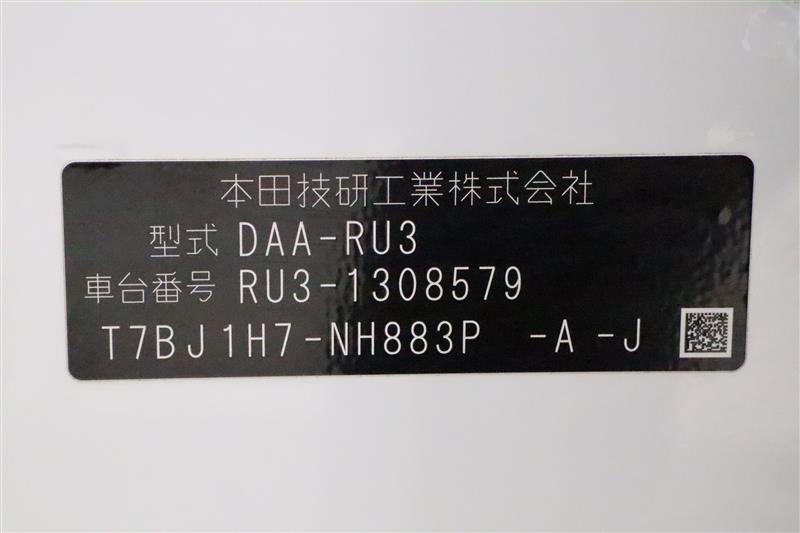 本田技研工業株式会社
型式 DAA-RU3
車台番号 RU3-1308579
T7BJ1H7-NH883P -A -J